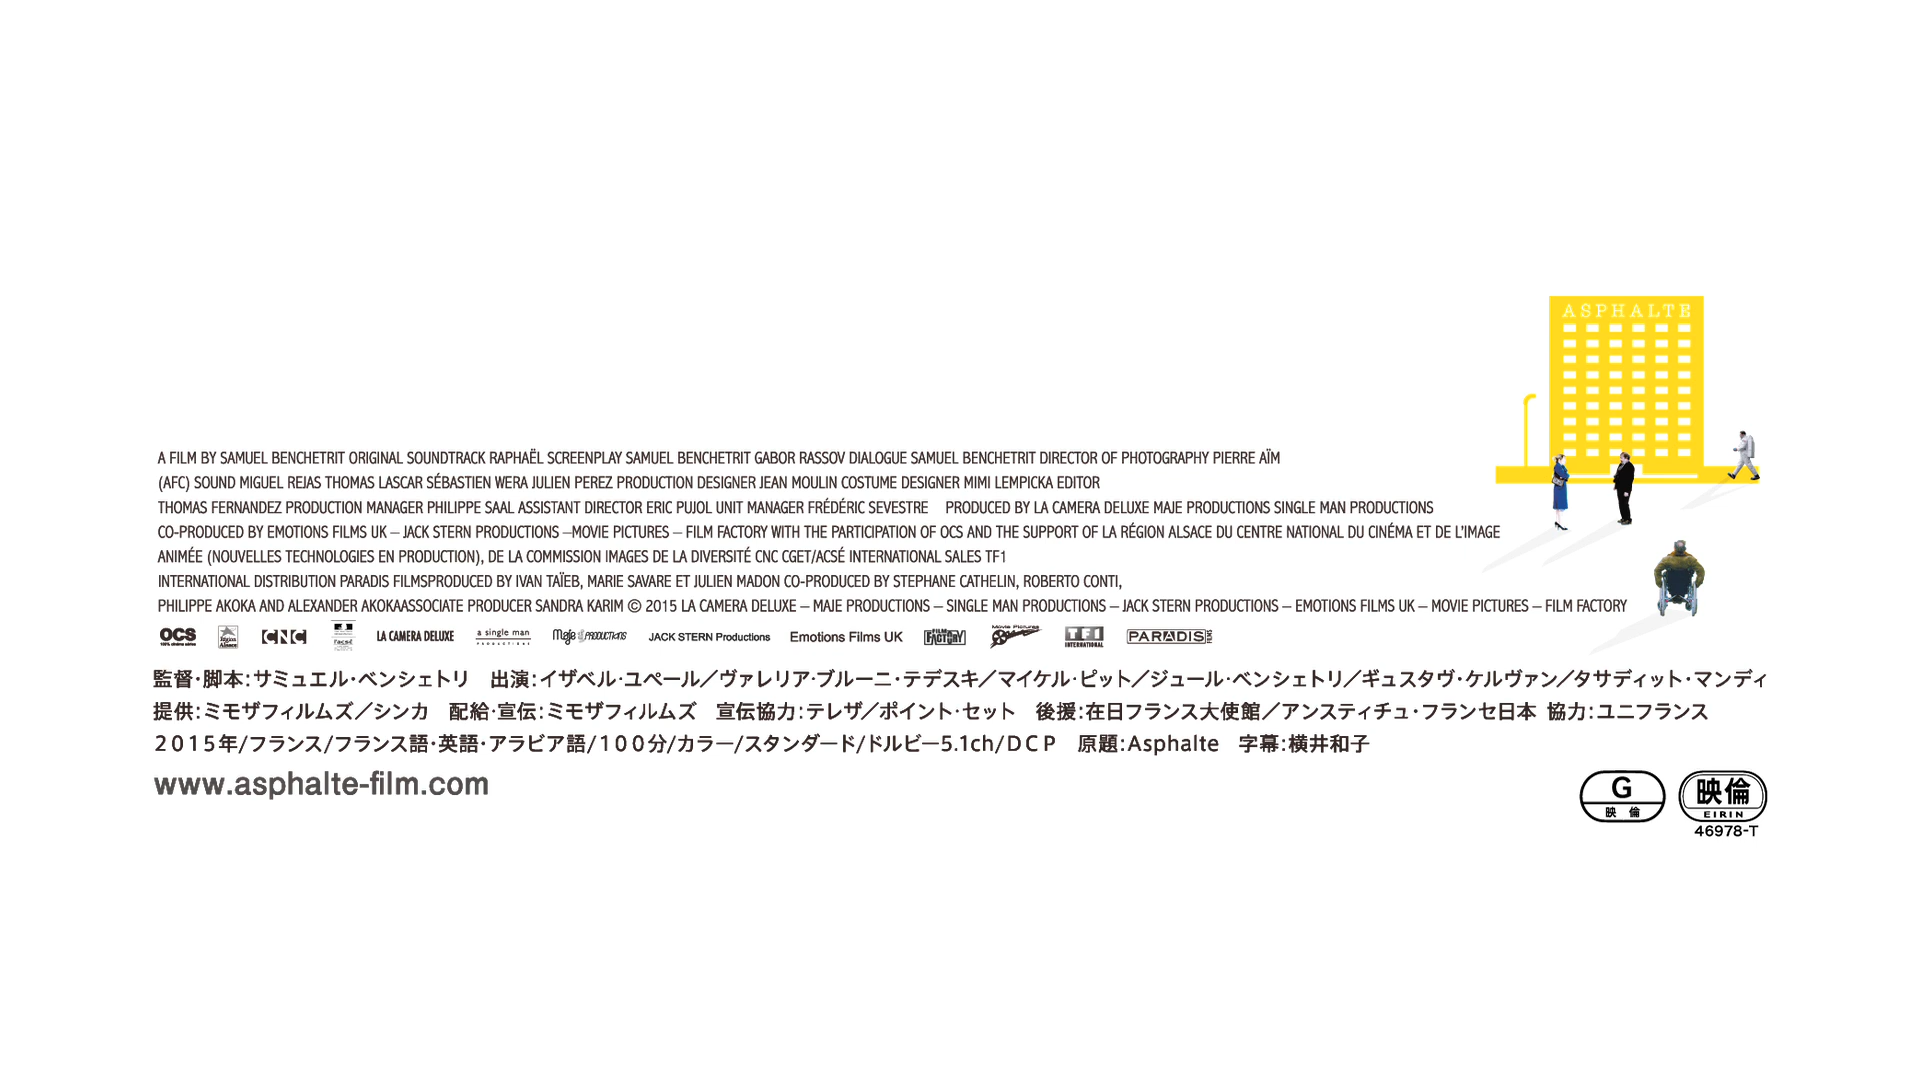 ASPHALTE
A FILM BY SAMUEL BENCHETRIT ORIGINAL SOUNDTRACK RAPHAËL SCREENPLAY SAMUEL BENCHETRIT GABOR RASSOV DIALOGUE SAMUEL BENCHETRIT DIRECTOR OF PHOTOGRAPHY PIERRE AÏM
(AFC) SOUND MIGUEL REJAS THOMAS LASCAR SÉBASTIEN WERA JULIEN PEREZ PRODUCTION DESIGNER JEAN MOULIN COSTUME DESIGNER MIMI LEMPICKA EDITOR
THOMAS FERNANDEZ PRODUCTION MANAGER PHILIPPE SAAL ASSISTANT DIRECTOR ERIC PUJOL UNIT MANAGER FRÉDÉRIC SEVESTRE PRODUCED BY LA CAMERA DELUXE MAJE PRODUCTIONS SINGLE MAN PRODUCTIONS
CO-PRODUCED BY EMOTIONS FILMS UK – JACK STERN PRODUCTIONS –MOVIE PICTURES – FILM FACTORY WITH THE PARTICIPATION OF OCS AND THE SUPPORT OF LA RÉGION ALSACE DU CENTRE NATIONAL DU CINÉMA ET DE L'IMAGE
ANIMÉE (NOUVELLES TECHNOLOGIES EN PRODUCTION), DE LA COMMISSION IMAGES DE LA DIVERSITÉ CNC CGET/ACSÉ INTERNATIONAL SALES TF1
INTERNATIONAL DISTRIBUTION PARADIS FILMSPRODUCED BY IVAN TAÏEB, MARIE SAVARE ET JULIEN MADON CO-PRODUCED BY STEPHANE CATHELIN, ROBERTO CONTI,
PHILIPPE AKOKA AND ALEXANDER AKOKAASSOCIATE PRODUCER SANDRA KARIM © 2015 LA CAMERA DELUXE – MAJE PRODUCTIONS – SINGLE MAN PRODUCTIONS – JACK STERN PRODUCTIONS – EMOTIONS FILMS UK – MOVIE PICTURES – FILM FACTORY
OCS CNC LA CAMERA DELUXE a single man PRODUCTIONS Maje PRODUCTIONS JACK STERN Productions Emotions Films UK FILM FACTORY Movie Pictures TF1 INTERNATIONAL PARADIS FILMS
監督・脚本：サミュエル・ベンシェトリ 出演：イザベル・ユペール／ヴァレリア・ブルーニ・テデスキ／マイケル・ピット／ジュール・ベンシェトリ／ギュスタヴ・ケルヴァン／タサディット・マンディ
提供：ミモザフィルムズ／シンカ 配給・宣伝：ミモザフィルムズ 宣伝協力：テレザ／ポイント・セット 後援：在日フランス大使館／アンスティチュ・フランセ日本 協力：ユニフランス
２０１５年/フランス/フランス語・英語・アラビア語/１００分/カラー/スタンダード/ドルビー5.1ch/ＤＣＰ 原題：Asphalte 字幕：横井和子
www.asphalte-film.com
G
映倫
映倫
EIRIN
46978-T